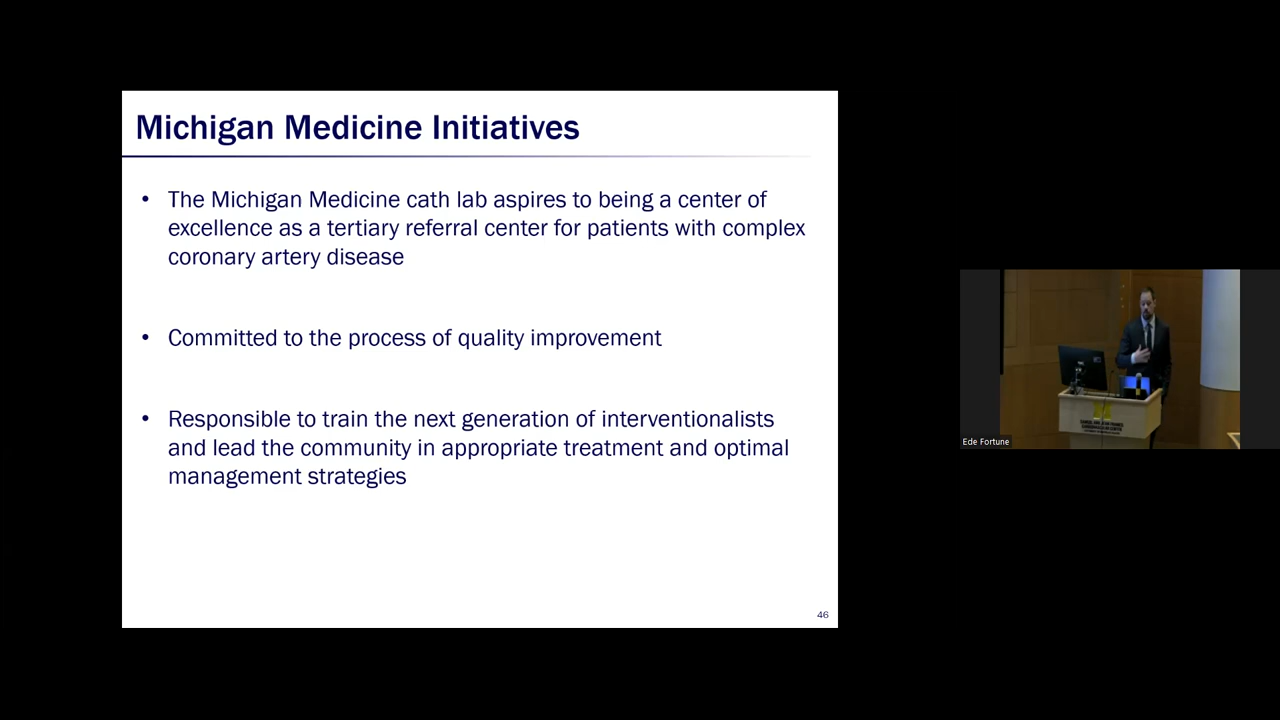 Michigan Medicine Initiatives
• The Michigan Medicine cath lab aspires to being a center of
excellence as a tertiary referral center for patients with complex
coronary artery disease
• Committed to the process of quality improvement
• Responsible to train the next generation of interventionalists
and lead the community in appropriate treatment and optimal
management strategies
46
Ede Fortune